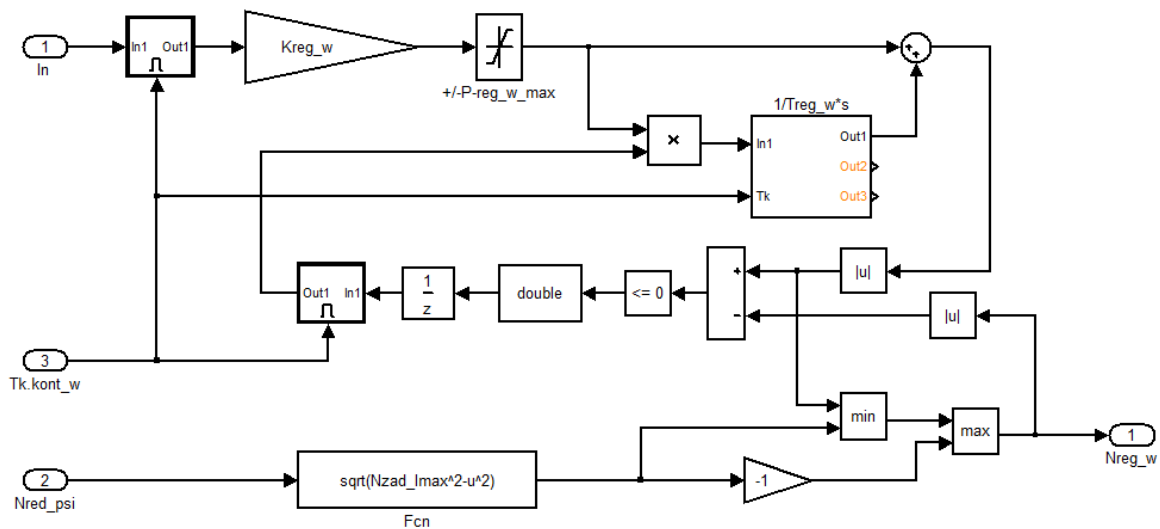 1
In
In1
Out1
Kreg_w
+/-P-reg_w_max
+
+
1/Treg_w*s
In1
Tk
Out1
Out2
Out3
×
Out1
In1
1
z
double
<= 0
+
−
|u|
|u|
3
Tk.kont_w
min
max
1
Nreg_w
2
Nred_psi
sqrt(Nzad_Imax^2-u^2)
Fcn
-1